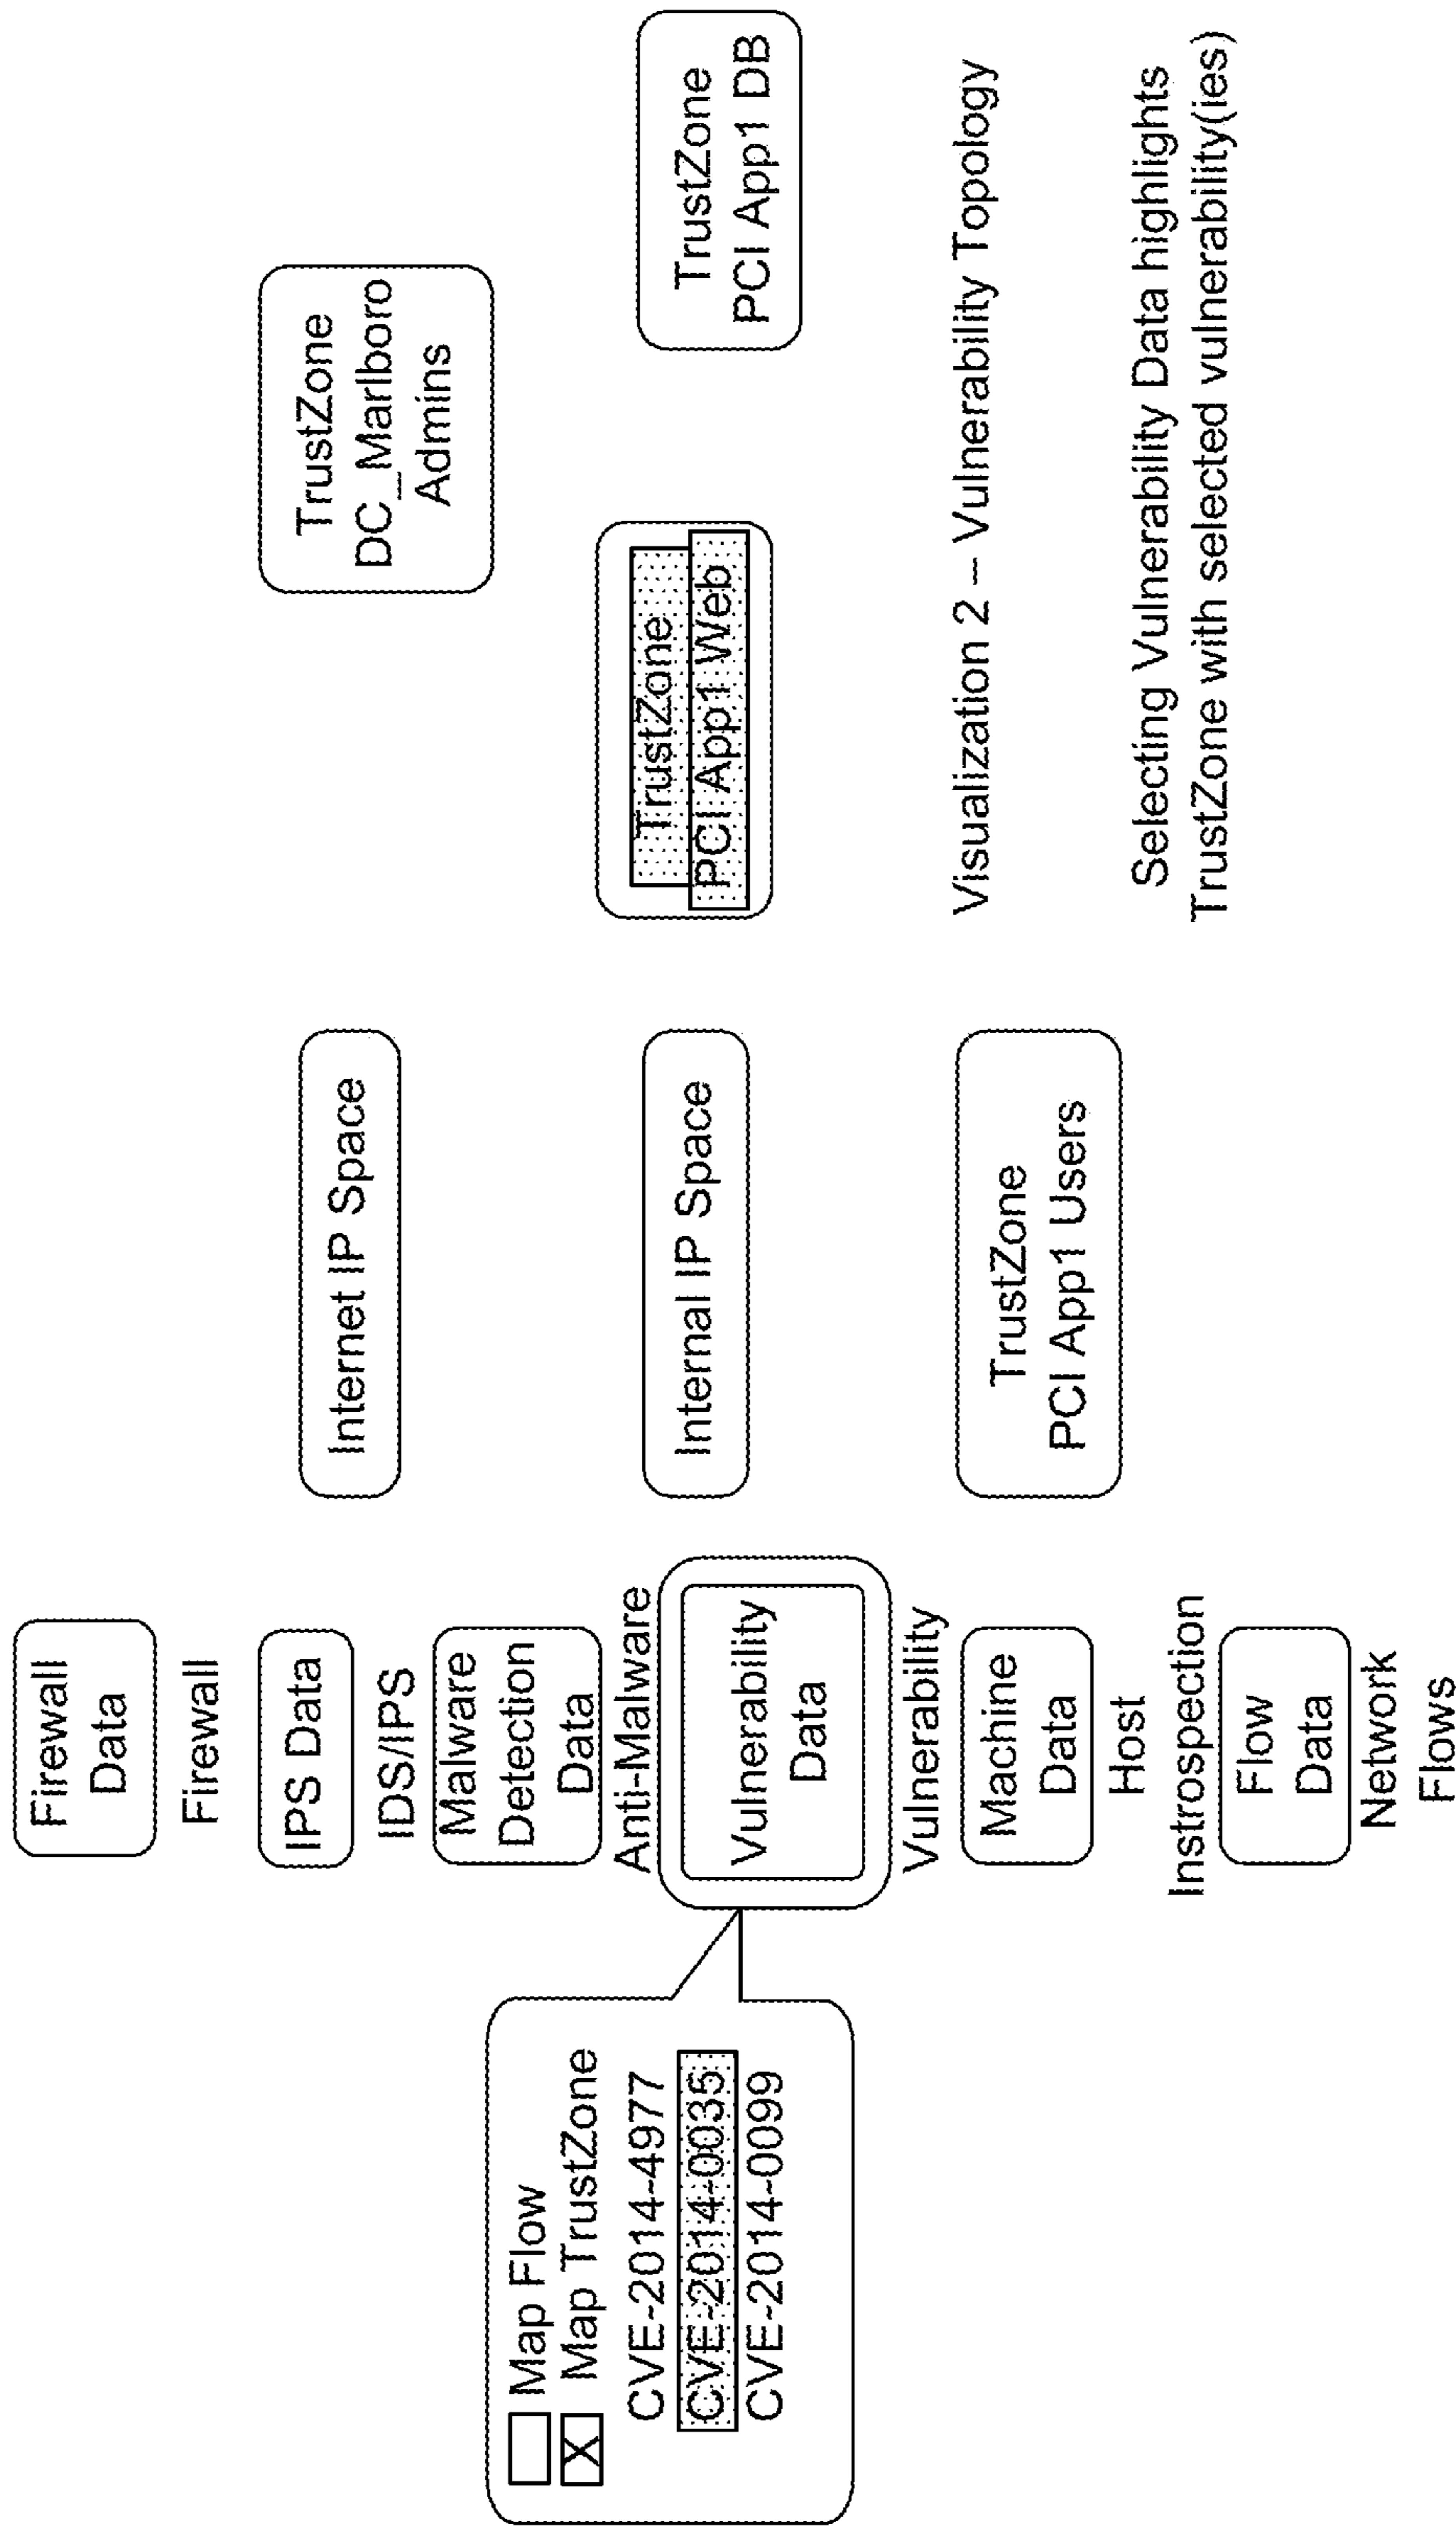 Map Flow
X Map TrustZone
CVE-2014-4977
CVE-2014-0035
CVE-2014-0099
Firewall
Data
Firewall
IPS Data
IDS/IPS
Malware
Detection
Data
Anti-Malware
Vulnerability
Data
Vulnerability
Machine
Data
Host
Instrospection
Flow
Data
Network
Flows
Internet IP Space
Internal IP Space
TrustZone
PCI App1 Users
TrustZone
DC_Marlboro
Admins
TrustZone
PCI App1 Web
TrustZone
PCI App1 DB
Visualization 2 – Vulnerability Topology
Selecting Vulnerability Data highlights
TrustZone with selected vulnerability(ies)